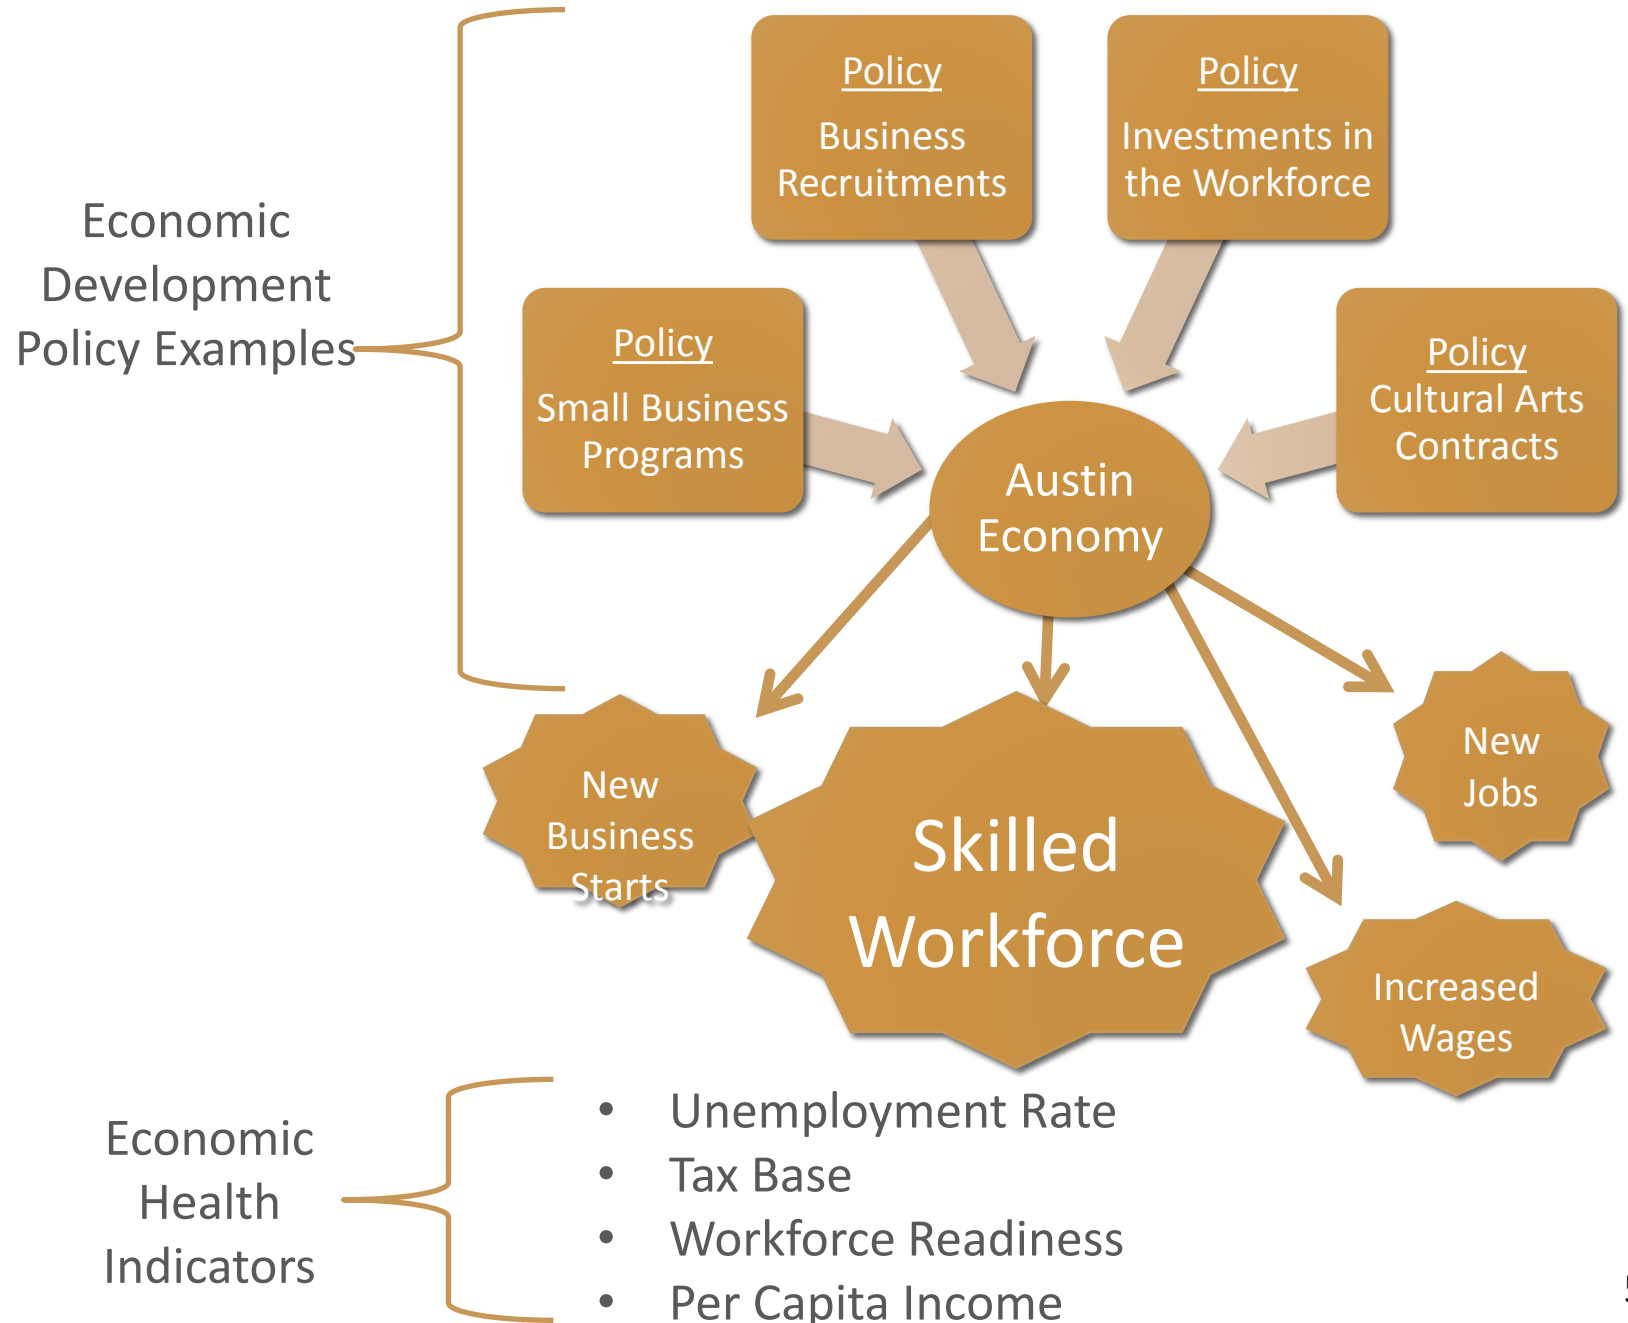 Economic
Development
Policy Examples
Policy
Business
Recruitments
Policy
Investments in
the Workforce
Policy
Small Business
Programs
Policy
Cultural Arts
Contracts
Austin
Economy
New
Business
Starts
Skilled
Workforce
New
Jobs
Increased
Wages
Economic
Health
Indicators
• Unemployment Rate
• Tax Base
• Workforce Readiness
• Per Capita Income